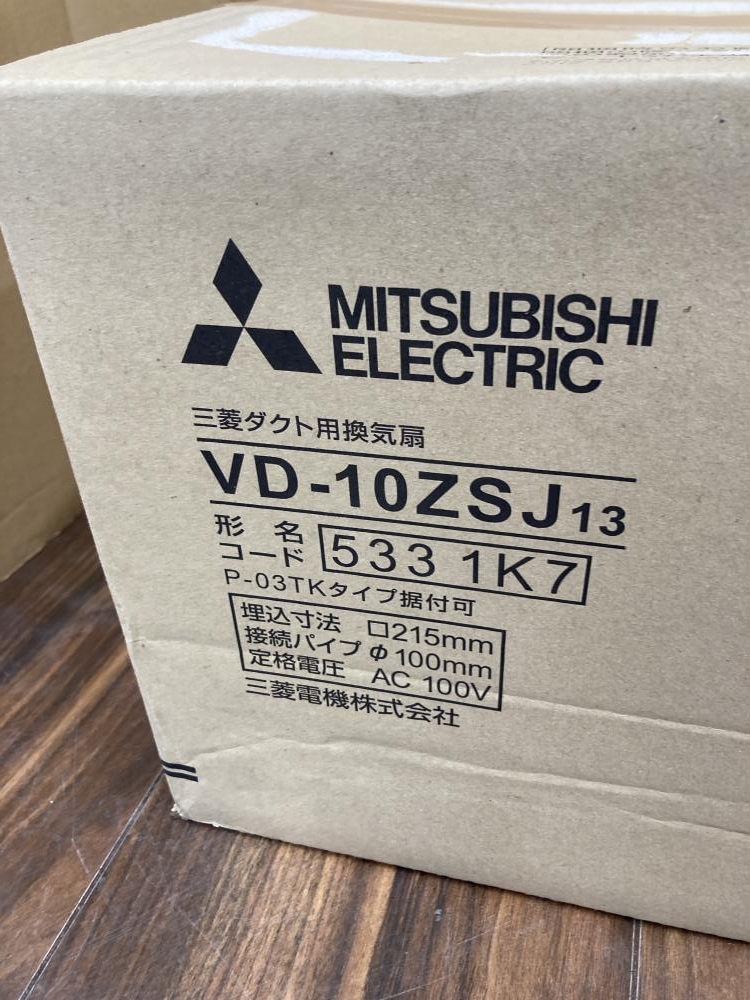 MITSUBISHI
ELECTRIC
三菱ダクト用換気扇
VD-10ZSJ13
形名
コード 5331K7
P-03TKタイプ据付可
埋込寸法 □215mm
接続パイプ φ100mm
定格電圧 AC 100V
三菱電機株式会社